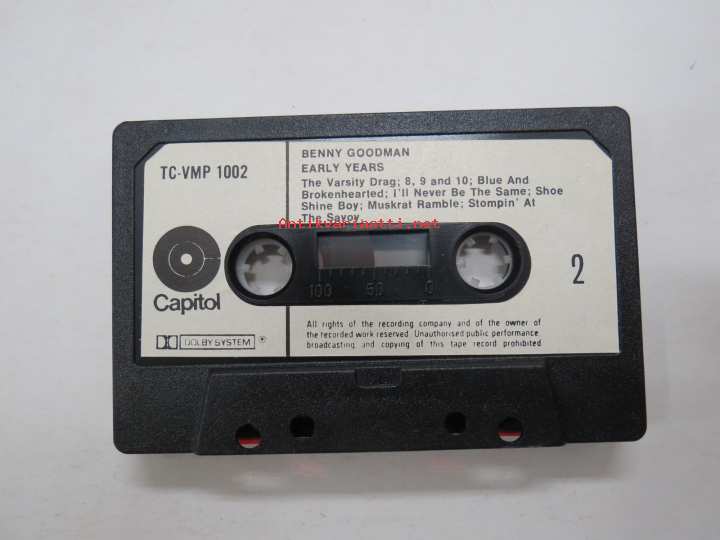 TC-VMP 1002
BENNY GOODMAN
EARLY YEARS
The Varsity Drag; 8, 9 and 10; Blue And
Brokenhearted; I'll Never Be The Same; Shoe
Shine Boy; Muskrat Ramble; Stompin' At
The Savoy
Antikvariaatti.net
Capitol
100 50 0
2
DOLBY SYSTEM
All rights of the recording company and of the owner of
the recorded work reserved. Unauthorised public performance.
broadcasting and copying of this tape record prohibited